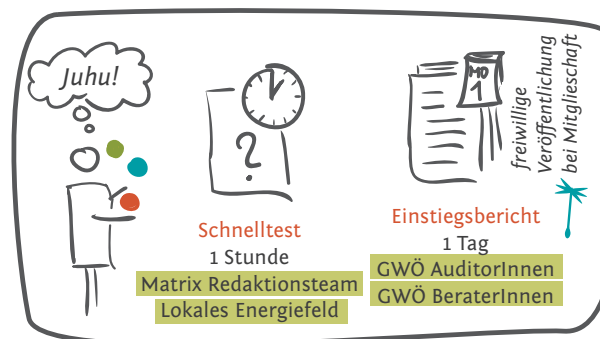 Juhu!
?
Schnelltest
1 Stunde
Matrix Redaktionsteam
Lokales Energiefeld
MO
1
freiwillige
Veröffentlichung
bei Mitglieschaft
Einstiegsbericht
1 Tag
GWÖ AuditorInnen
GWÖ BeraterInnen